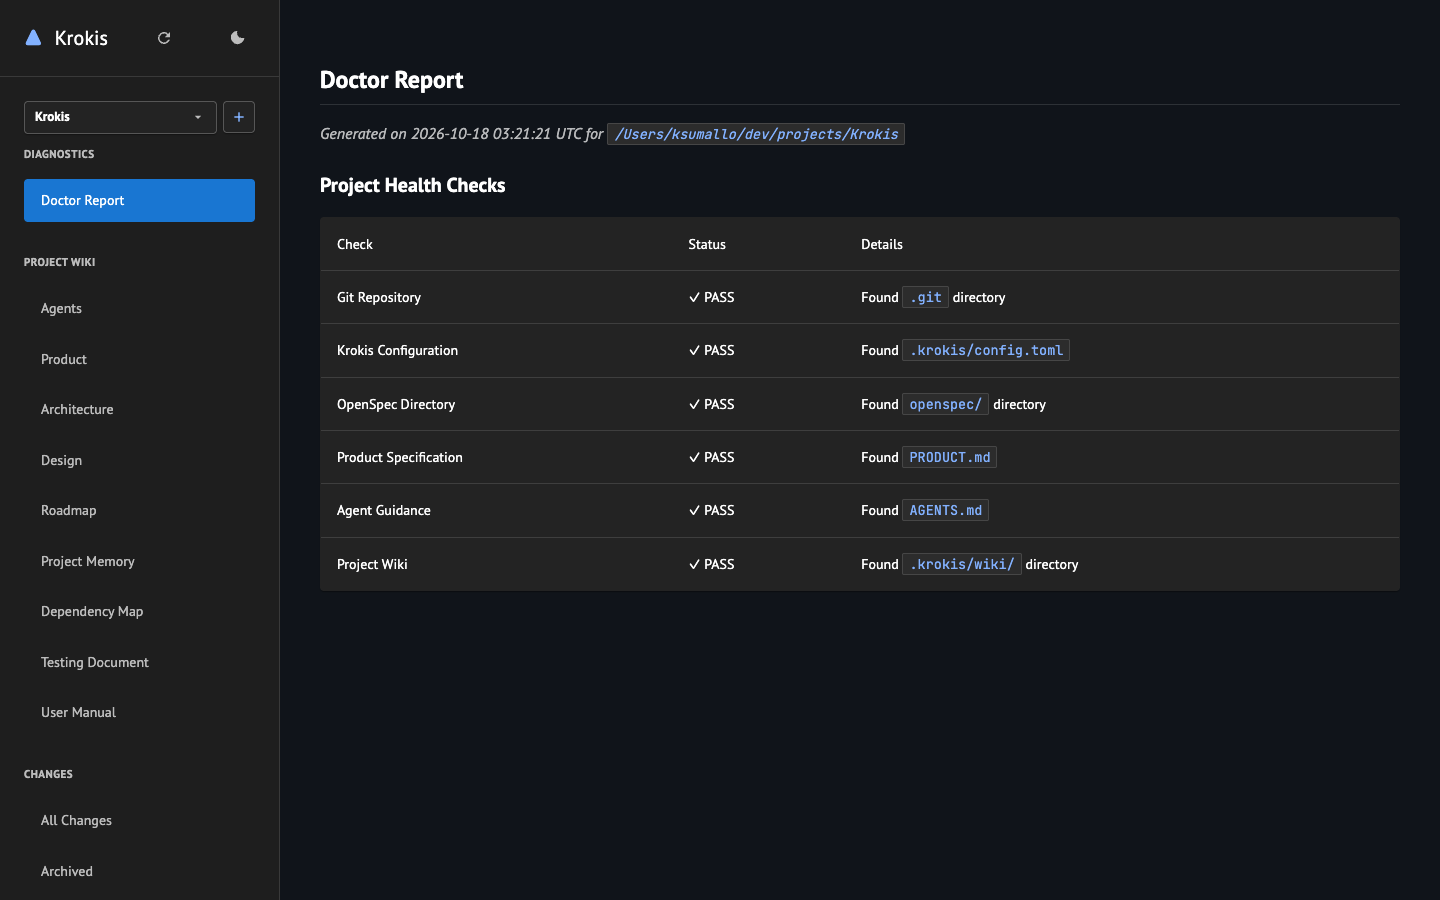 Krokis
Krokis
+
DIAGNOSTICS
Doctor Report
PROJECT WIKI
Agents
Product
Architecture
Design
Roadmap
Project Memory
Dependency Map
Testing Document
User Manual
CHANGES
All Changes
Archived
Doctor Report
Generated on 2026-10-18 03:21:21 UTC for /Users/ksumallo/dev/projects/Krokis
Project Health Checks
Check Status Details
Git Repository ✓ PASS Found .git directory
Krokis Configuration ✓ PASS Found .krokis/config.toml
OpenSpec Directory ✓ PASS Found openspec/ directory
Product Specification ✓ PASS Found PRODUCT.md
Agent Guidance ✓ PASS Found AGENTS.md
Project Wiki ✓ PASS Found .krokis/wiki/ directory